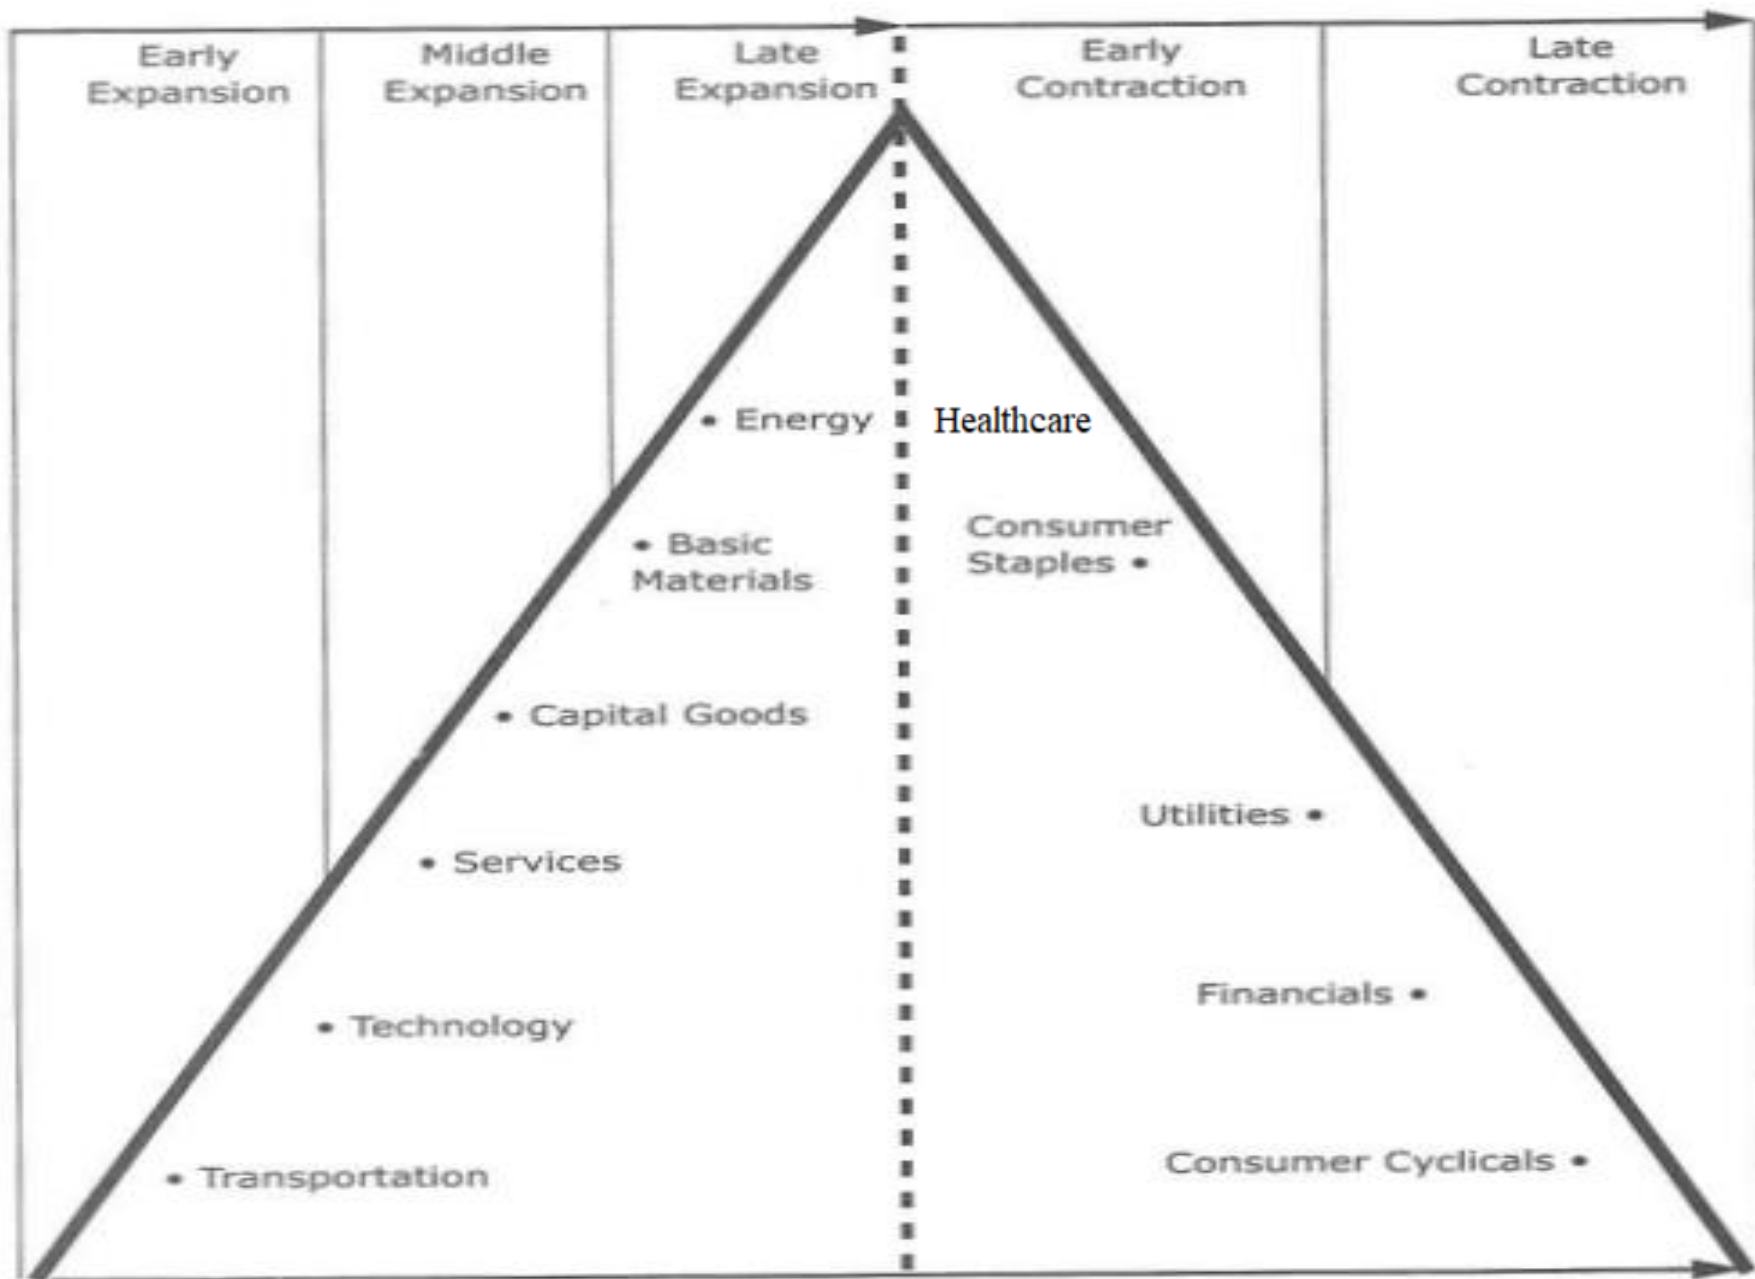 Early
Expansion
Middle
Expansion
Late
Expansion
Early
Contraction
Late
Contraction
• Energy
Healthcare
• Basic
Materials
Consumer
Staples •
• Capital Goods
Utilities •
• Services
Financials •
• Technology
Consumer Cyclicals •
• Transportation